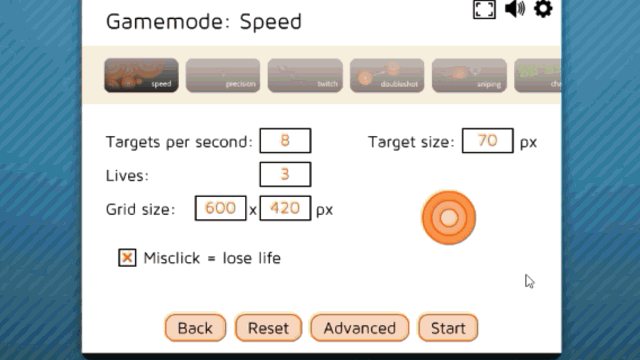 Gamemode: Speed
speed
precision
twitch
doubleshot
sniping
Targets per second: 8
Target size: 70 px
Lives: 3
Grid size: 600 x 420 px
Misclick = lose life
Back
Reset
Advanced
Start